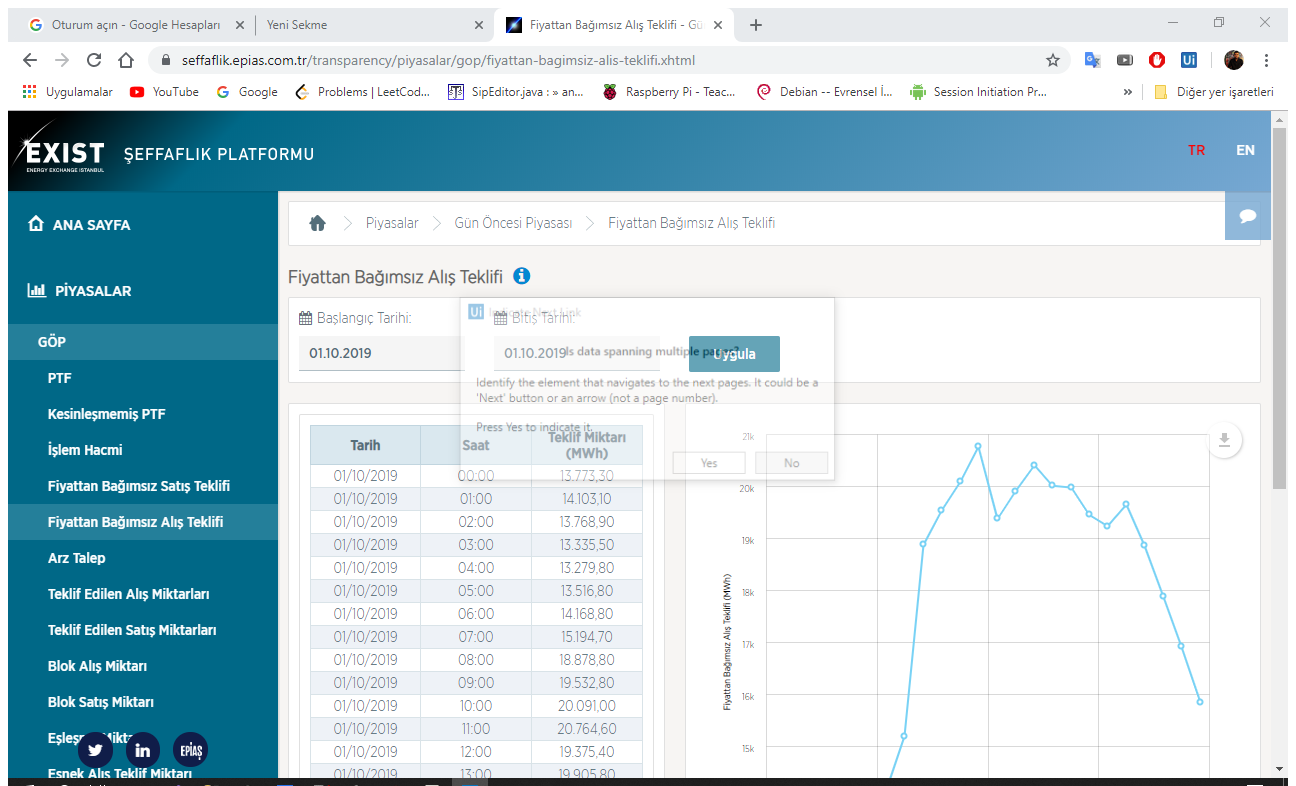 Oturum açın - Google Hesapları
Yeni Sekme
Fiyattan Bağımsız Alış Teklifi - Gü
seffaflik.epias.com.tr/transparency/piyasalar/gop/fiyattan-bagimsiz-alis-teklifi.xhtml
Uygulamalar
YouTube
Google
Problems | LeetCod...
SipEditor.java : » an...
Raspberry Pi - Teac...
Debian -- Evrensel İ...
Session Initiation Pr...
»
Diğer yer işaretleri
EXIST
ENERGY EXCHANGE ISTANBUL
ŞEFFAFLIK PLATFORMU
TR
EN
ANA SAYFA
PİYASALAR
GÖP
PTF
Kesinleşmemiş PTF
İşlem Hacmi
Fiyattan Bağımsız Satış Teklifi
Fiyattan Bağımsız Alış Teklifi
Arz Talep
Teklif Edilen Alış Miktarları
Teklif Edilen Satış Miktarları
Blok Alış Miktarı
Blok Satış Miktarı
Esnek Alış Teklif Miktarı
in
EPİAŞ
Piyasalar
Gün Öncesi Piyasası
Fiyattan Bağımsız Alış Teklifi
Fiyattan Bağımsız Alış Teklifi
Başlangıç Tarihi:
01.10.2019
Bitiş Tarihi:
01.10.2019
Uygula
Ui Indicate Next Link
Is data spanning multiple pages?
Identify the element that navigates to the next pages. It could be a
'Next' button or an arrow (not a page number).
Press Yes to indicate it.
Yes
No
Tarih Saat Teklif Miktarı
(MWh)
01/10/2019 00:00 13.773,30
01/10/2019 01:00 14.103,10
01/10/2019 02:00 13.768,90
01/10/2019 03:00 13.335,50
01/10/2019 04:00 13.279,80
01/10/2019 05:00 13.516,80
01/10/2019 06:00 14.168,80
01/10/2019 07:00 15.194,70
01/10/2019 08:00 18.878,80
01/10/2019 09:00 19.532,80
01/10/2019 10:00 20.091,00
01/10/2019 11:00 20.764,60
01/10/2019 12:00 19.375,40
01/10/2019 13:00 19.905,80
Fiyattan Bağımsız Alış Teklifi (MWh)
21k
20k
19k
18k
17k
16k
15k